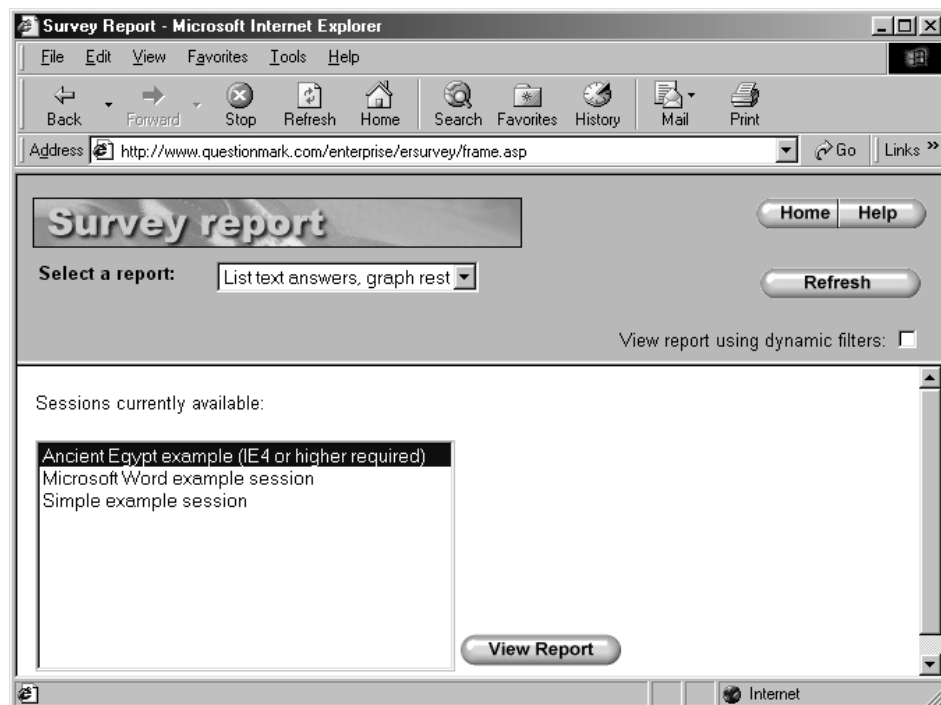 Survey Report - Microsoft Internet Explorer
File Edit View Favorites Tools Help
Back Forward Stop Refresh Home Search Favorites History Mail Print
Address http://www.questionmark.com/enterprise/ersurvey/frame.asp Go Links »
Survey report
Home Help
Select a report: List text answers, graph rest
Refresh
View report using dynamic filters:
Sessions currently available:
Ancient Egypt example (IE4 or higher required)
Microsoft Word example session
Simple example session
View Report
Internet